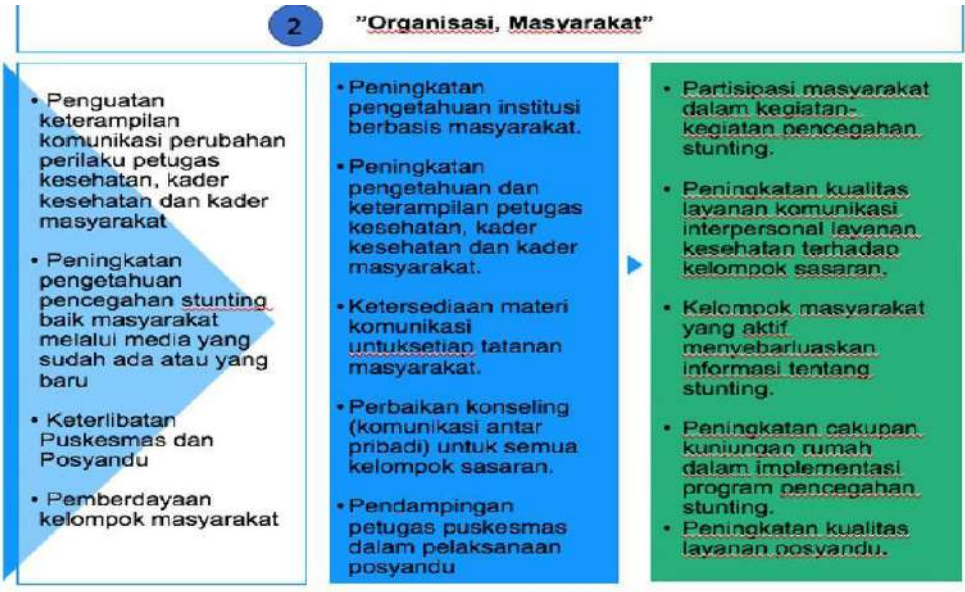 2
"Organisasi, Masyarakat"
• Penguatan
keterampilan
komunikasi perubahan
perilaku petugas
kesehatan, kader
kesehatan dan kader
masyarakat
• Peningkatan
pengetahuan
pencegahan stunting
baik masyarakat
melalui media yang
sudah ada atau yang
baru
• Keterlibatan
Puskesmas dan
Posyandu
• Pemberdayaan
kelompok masyarakat
• Peningkatan
pengetahuan institusi
berbasis masyarakat.
• Peningkatan
pengetahuan dan
keterampilan petugas
kesehatan, kader
kesehatan dan kader
masyarakat.
• Ketersediaan materi
komunikasi
untuksetiap tatanan
masyarakat.
• Perbaikan konseling
(komunikasi antar
pribadi) untuk semua
kelompok sasaran.
• Pendampingan
petugas puskesmas
dalam pelaksanaan
posyandu
• Partisipasi masyarakat
dalam kegiatan-
kegiatan pencegahan
stunting.
• Peningkatan kualitas
layanan komunikasi
interpersonal layanan
kesehatan terhadap
kelompok sasaran.
• Kelompok masyarakat
yang aktif
menyebarluaskan
informasi tentang
stunting.
• Peningkatan cakupan
kunjungan rumah
dalam implementasi
program pencegahan
stunting.
• Peningkatan kualitas
layanan posyandu.